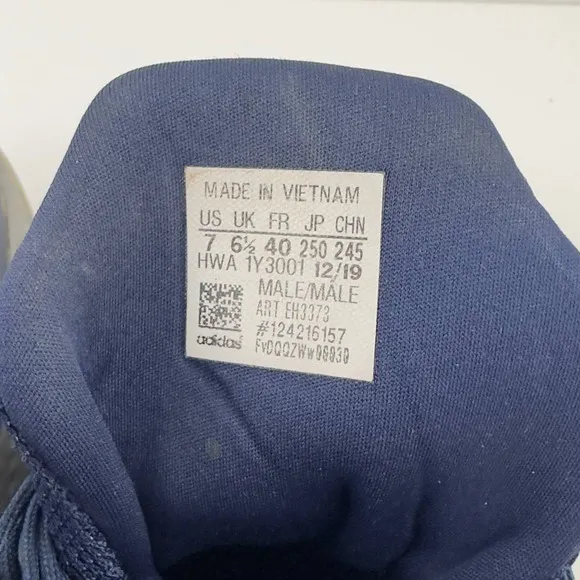 MADE IN VIETNAM
US UK FR JP CHN
7 6½ 40 250 245
HWA 1Y3001 12/19
MALE/MALE
ART EH3373
#124216157
adidas